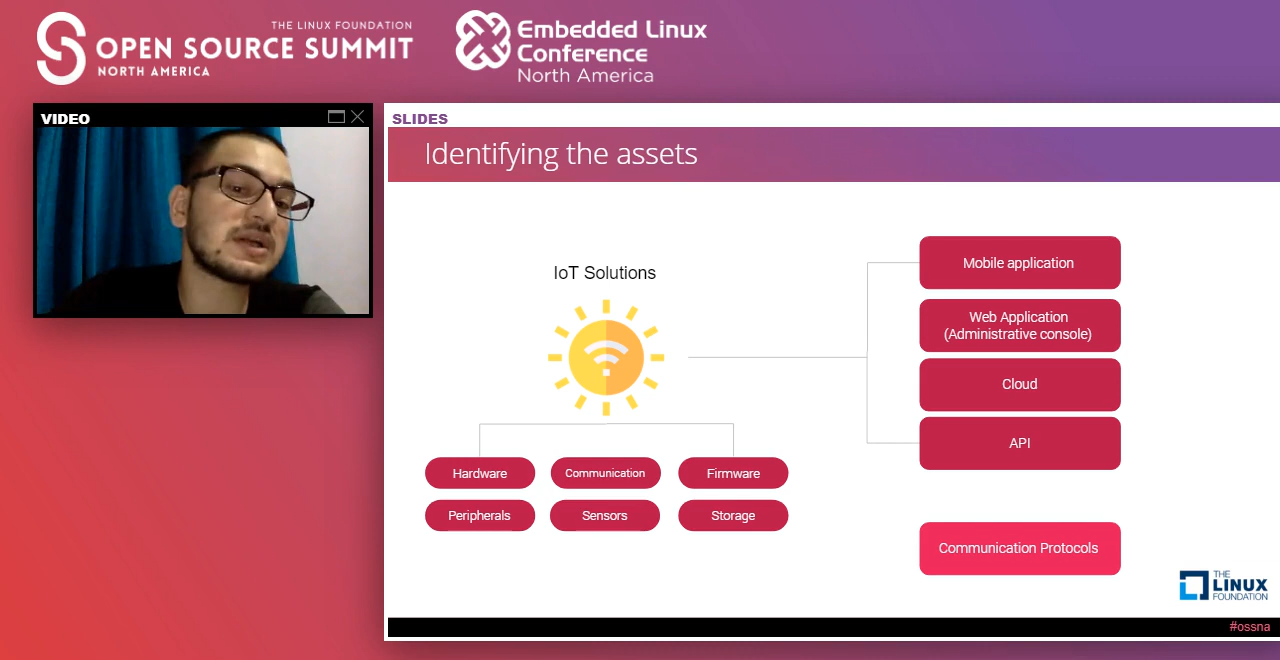 THE LINUX FOUNDATION
OPEN SOURCE SUMMIT
NORTH AMERICA
Embedded Linux
Conference
North America
VIDEO
SLIDES
Identifying the assets
IoT Solutions
Mobile application
Web Application
(Administrative console)
Cloud
API
Hardware
Communication
Firmware
Peripherals
Sensors
Storage
Communication Protocols
THE
LINUX
FOUNDATION
#ossna